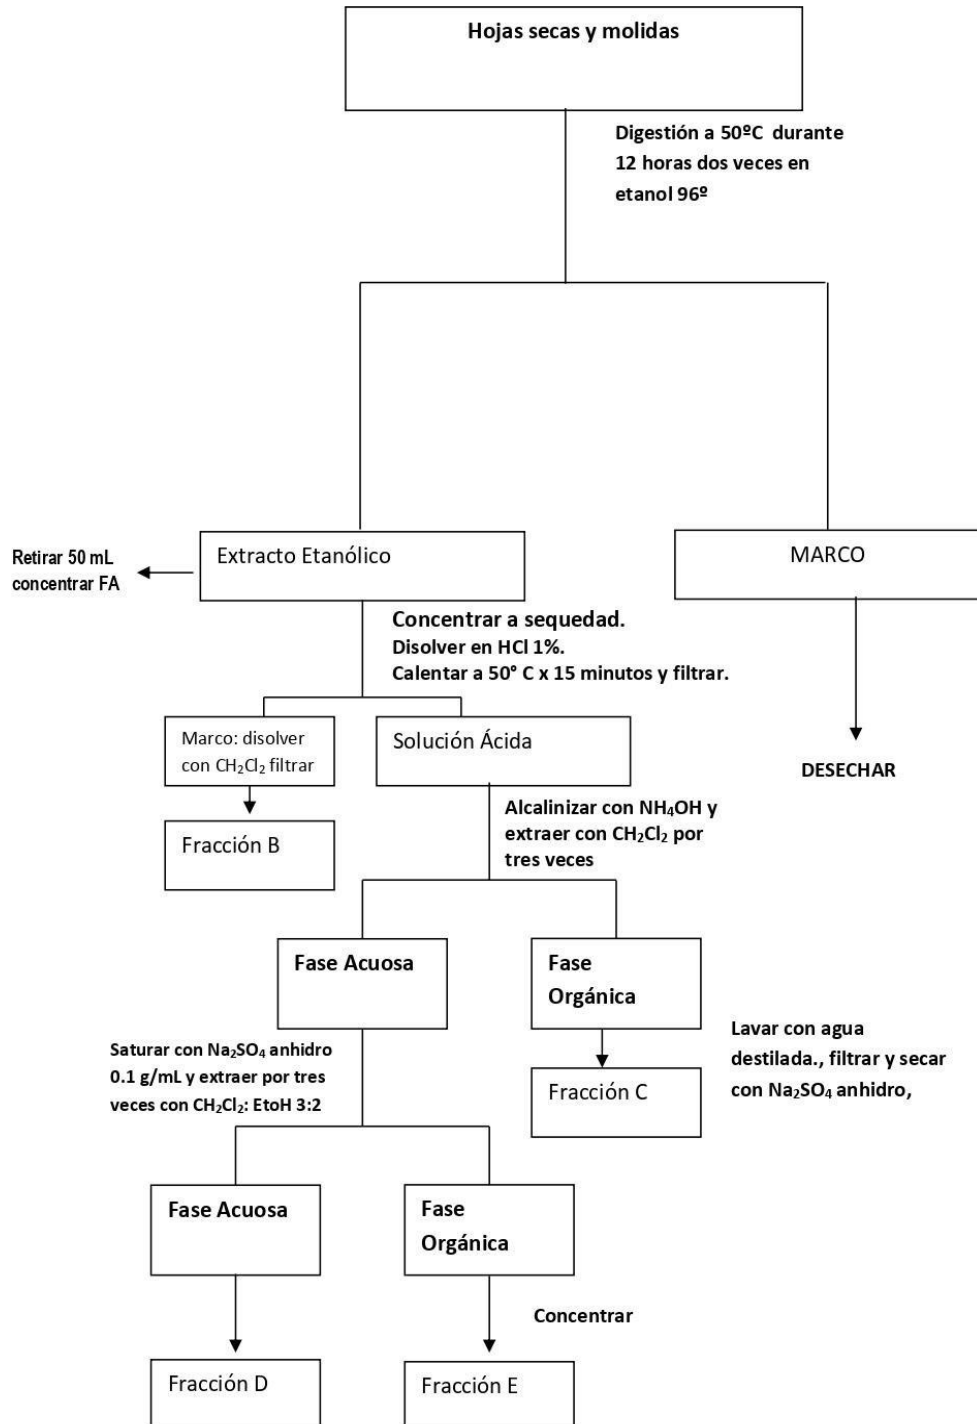 Hojas secas y molidas
Digestión a 50ºC durante
12 horas dos veces en
etanol 96º
Retirar 50 mL
concentrar FA
Extracto Etanólico
MARCO
Concentrar a sequedad.
Disolver en HCl 1%.
Calentar a 50° C x 15 minutos y filtrar.
Marco: disolver
con CH₂Cl₂ filtrar
Solución Ácida
DESECHAR
Alcalinizar con NH₄OH y
extraer con CH₂Cl₂ por
tres veces
Fracción B
Fase Acuosa
Fase
Orgánica
Lavar con agua
destilada., filtrar y secar
con Na₂SO₄ anhidro,
Saturar con Na₂SO₄ anhidro
0.1 g/mL y extraer por tres
veces con CH₂Cl₂: EtoH 3:2
Fracción C
Fase Acuosa
Fase
Orgánica
Concentrar
Fracción D
Fracción E